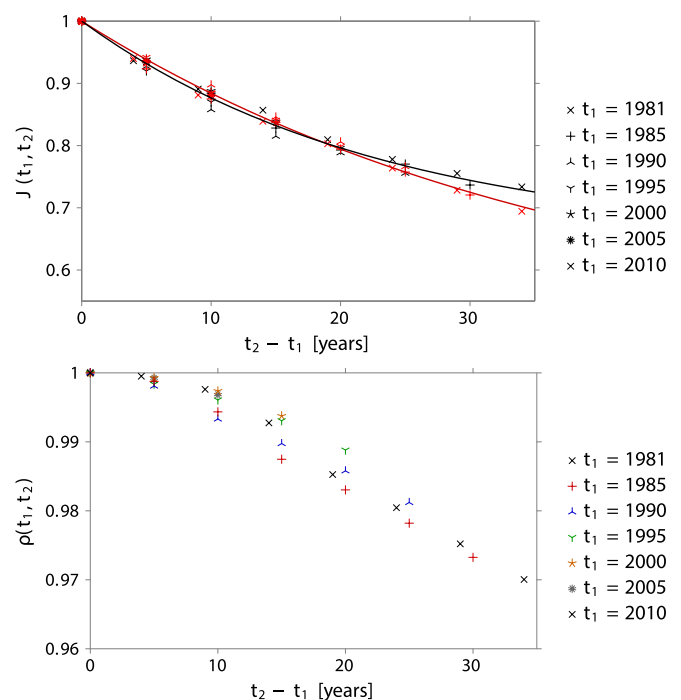 1
0.9
0.8
0.7
0.6
J (t₁, t₂)
0
10
20
30
t₂ − t₁ [years]
t₁ = 1981
t₁ = 1985
t₁ = 1990
t₁ = 1995
t₁ = 2000
t₁ = 2005
t₁ = 2010
1
0.99
0.98
0.97
0.96
ρ(t₁, t₂)
0
10
20
30
t₂ − t₁ [years]
t₁ = 1981
t₁ = 1985
t₁ = 1990
t₁ = 1995
t₁ = 2000
t₁ = 2005
t₁ = 2010